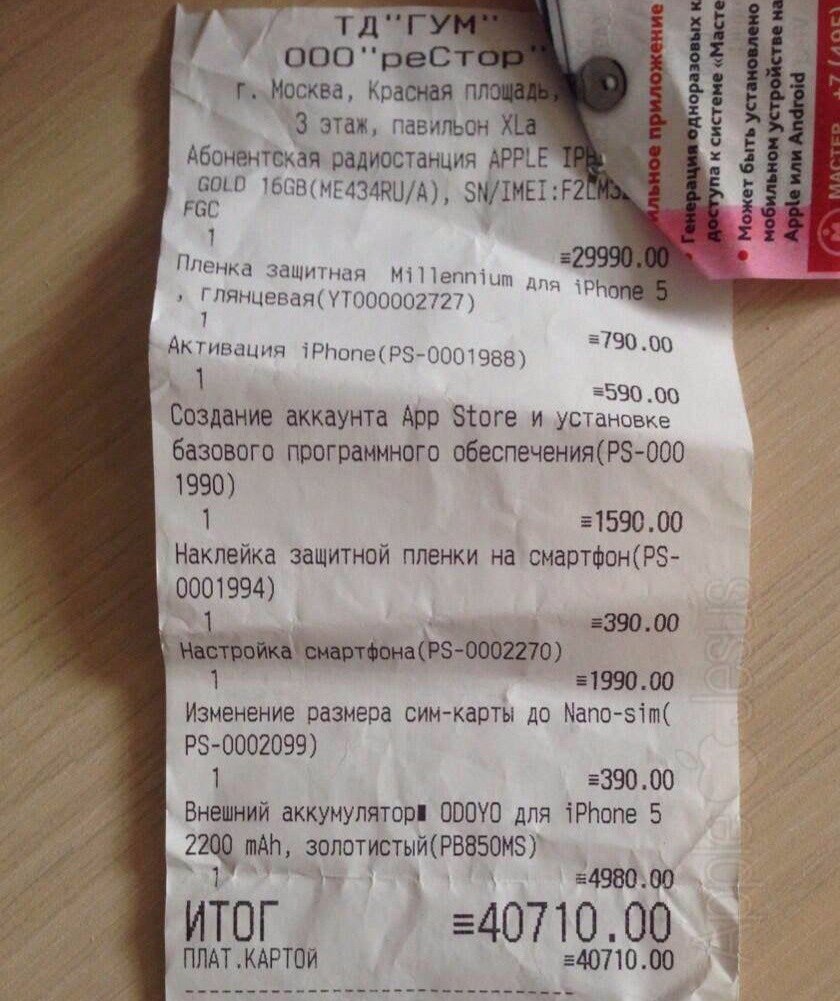 ТД"ГУМ"
ООО"реСтор"
г. Москва, Красная площадь,
3 этаж, павильон XLa
Абонентская радиостанция APPLE
GOLD 16GB(ME434RU/A), SN/IMEI:
FGC
1
≡29990.00
Пленка защитная Millennium для iPhone 5
, глянцевая(YT000002727)
1
≡790.00
Активация iPhone(PS-0001988)
1
≡590.00
Создание аккаунта App Store и установке
базового программного обеспечения(PS-000
1990)
1
≡1590.00
Наклейка защитной пленки на смартфон(PS-
0001994)
1
≡390.00
Настройка смартфона(PS-0002270)
1
≡1990.00
Изменение размера сим-карты до Nano-sim(
PS-0002099)
1
≡390.00
Внешний аккумулятор ODOYO для iPhone 5
2200 mAh, золотистый(PB850MS)
1
≡4980.00
ИТОГ ≡40710.00
ПЛАТ.КАРТОЙ ≡40710.00
приложение
• Генерация одноразовых
доступа к системе
• Может быть установлено
мобильном устройстве на
Apple или Android
Apple Jesus